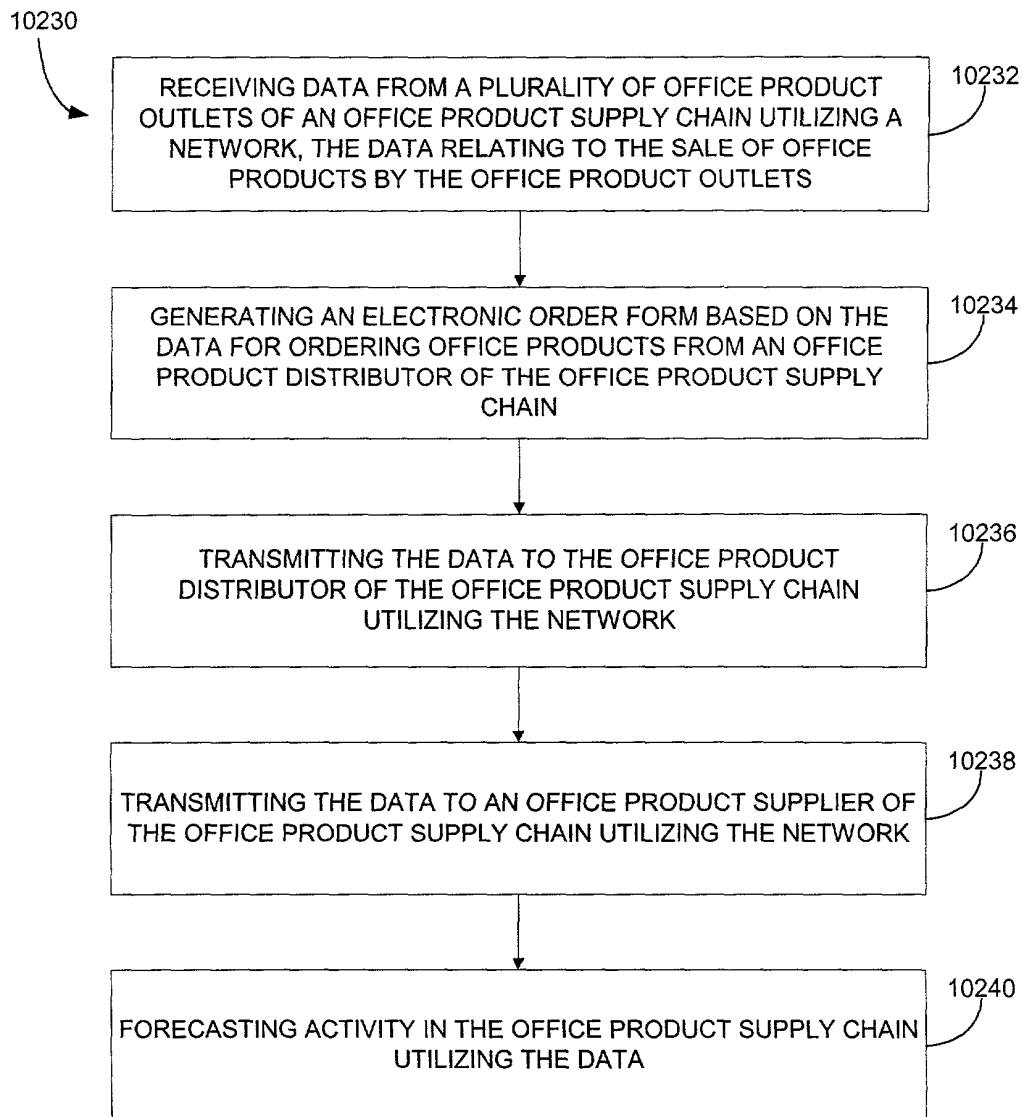 10230
RECEIVING DATA FROM A PLURALITY OF OFFICE PRODUCT
OUTLETS OF AN OFFICE PRODUCT SUPPLY CHAIN UTILIZING A
NETWORK, THE DATA RELATING TO THE SALE OF OFFICE
PRODUCTS BY THE OFFICE PRODUCT OUTLETS
10232
GENERATING AN ELECTRONIC ORDER FORM BASED ON THE
DATA FOR ORDERING OFFICE PRODUCTS FROM AN OFFICE
PRODUCT DISTRIBUTOR OF THE OFFICE PRODUCT SUPPLY
CHAIN
10234
TRANSMITTING THE DATA TO THE OFFICE PRODUCT
DISTRIBUTOR OF THE OFFICE PRODUCT SUPPLY CHAIN
UTILIZING THE NETWORK
10236
TRANSMITTING THE DATA TO AN OFFICE PRODUCT SUPPLIER OF
THE OFFICE PRODUCT SUPPLY CHAIN UTILIZING THE NETWORK
10238
FORECASTING ACTIVITY IN THE OFFICE PRODUCT SUPPLY CHAIN
UTILIZING THE DATA
10240